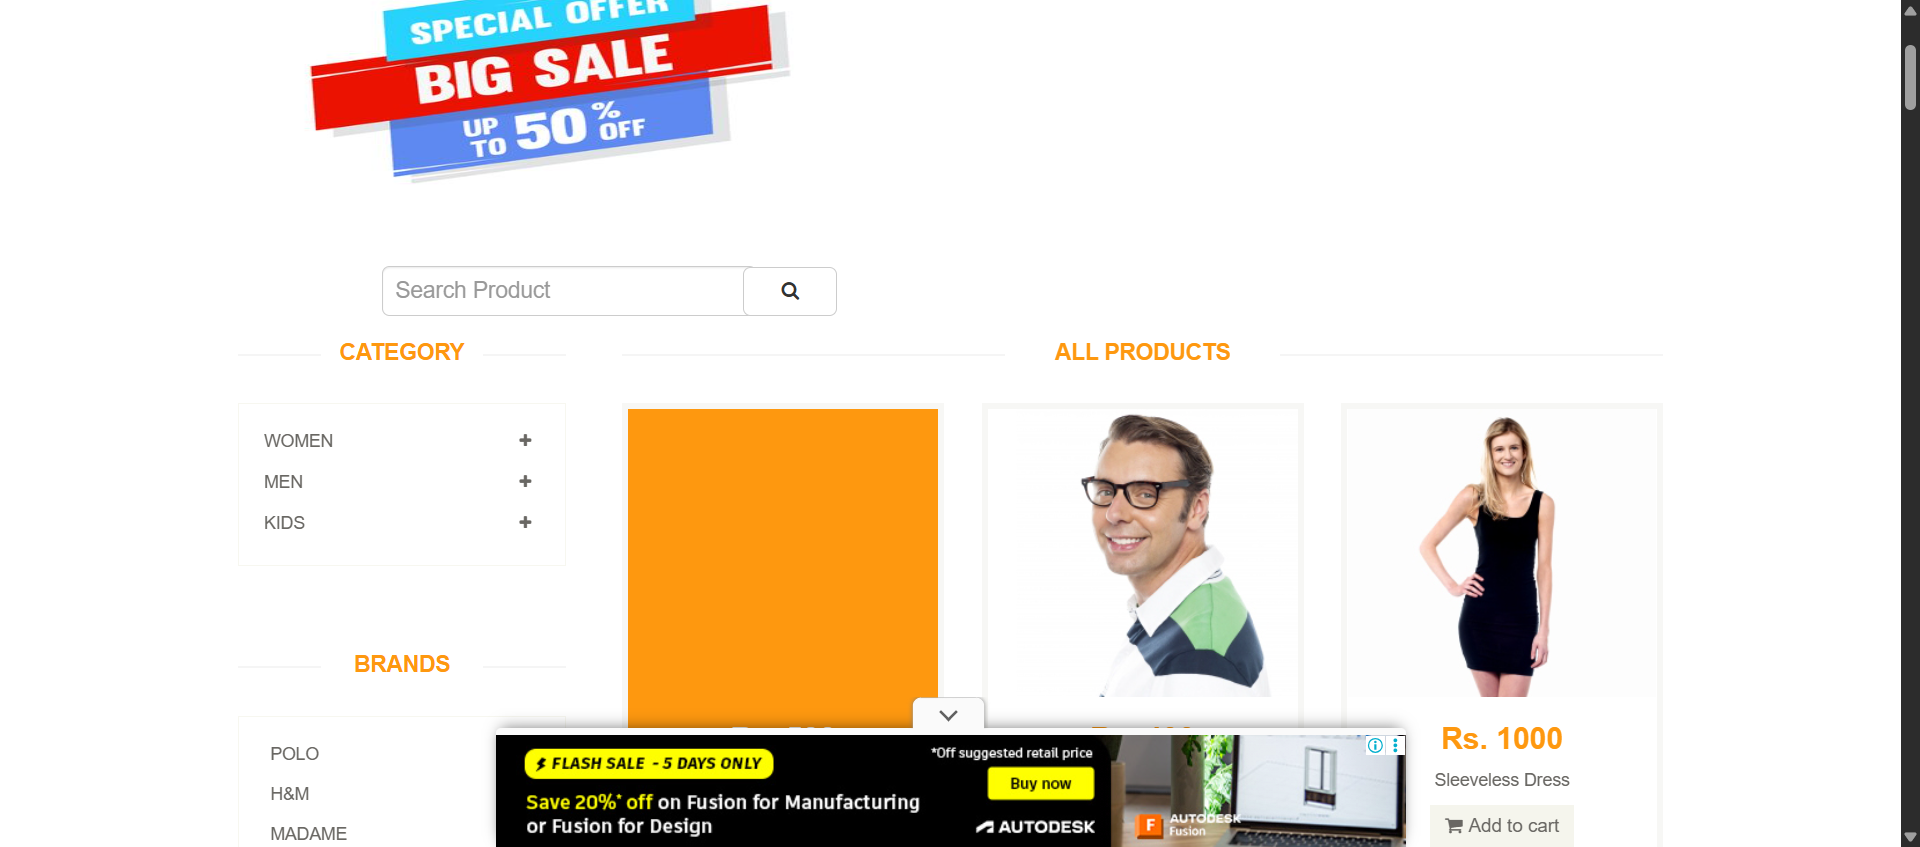 SPECIAL OFFER
BIG SALE
UP TO 50% OFF
Search Product
CATEGORY
WOMEN
MEN
KIDS
BRANDS
POLO
H&M
MADAME
ALL PRODUCTS
Rs. 1000
Sleeveless Dress
Add to cart
FLASH SALE - 5 DAYS ONLY
Save 20%* off on Fusion for Manufacturing
or Fusion for Design
*Off suggested retail price
Buy now
AUTODESK
F AUTODESK
Fusion